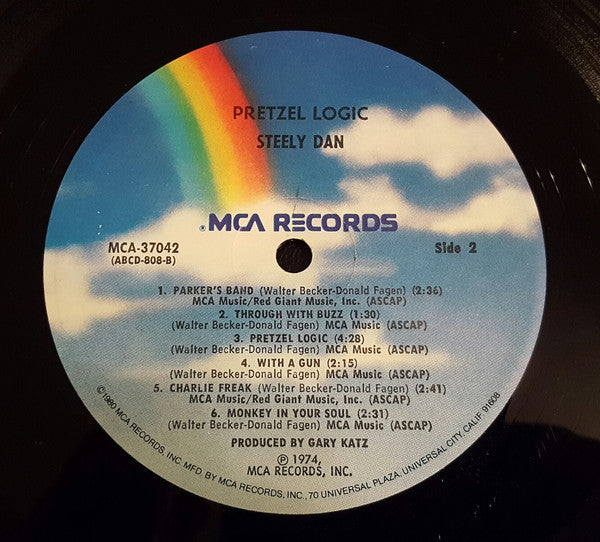 PRETZEL LOGIC
STEELY DAN
®MCA RECORDS
MCA-37042
(ABCD-808-B)
Side 2
1. PARKER'S BAND (Walter Becker-Donald Fagen) (2:36)
MCA Music/Red Giant Music, Inc. (ASCAP)
2. THROUGH WITH BUZZ (1:30)
(Walter Becker-Donald Fagen) MCA Music (ASCAP)
3. PRETZEL LOGIC (4:28)
(Walter Becker-Donald Fagen) MCA Music (ASCAP)
4. WITH A GUN (2:15)
(Walter Becker-Donald Fagen) MCA Music (ASCAP)
5. CHARLIE FREAK (Walter Becker-Donald Fagen) (2:41)
MCA Music/Red Giant Music, Inc. (ASCAP)
6. MONKEY IN YOUR SOUL (2:31)
(Walter Becker-Donald Fagen) MCA Music (ASCAP)
PRODUCED BY GARY KATZ
℗ 1974,
MCA RECORDS, INC.
©1980 MCA RECORDS, INC. MFD. BY MCA RECORDS, INC., 70 UNIVERSAL PLAZA, UNIVERSAL CITY, CALIF. 91608